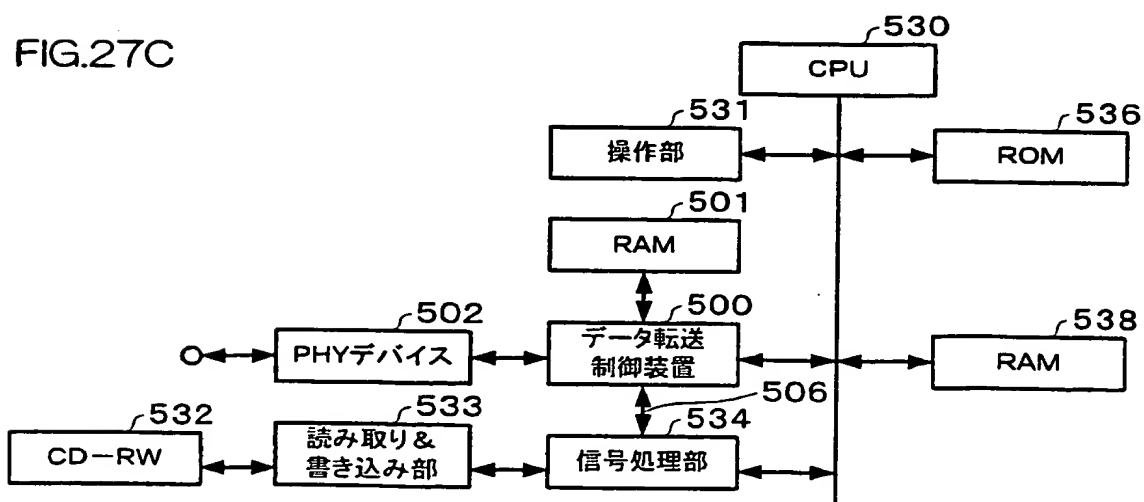 FIG.27C
530
CPU
531
操作部
536
ROM
501
RAM
502
PHYデバイス
500
データ転送
制御装置
538
RAM
506
532
CD-RW
533
読み取り&
書き込み部
534
信号処理部